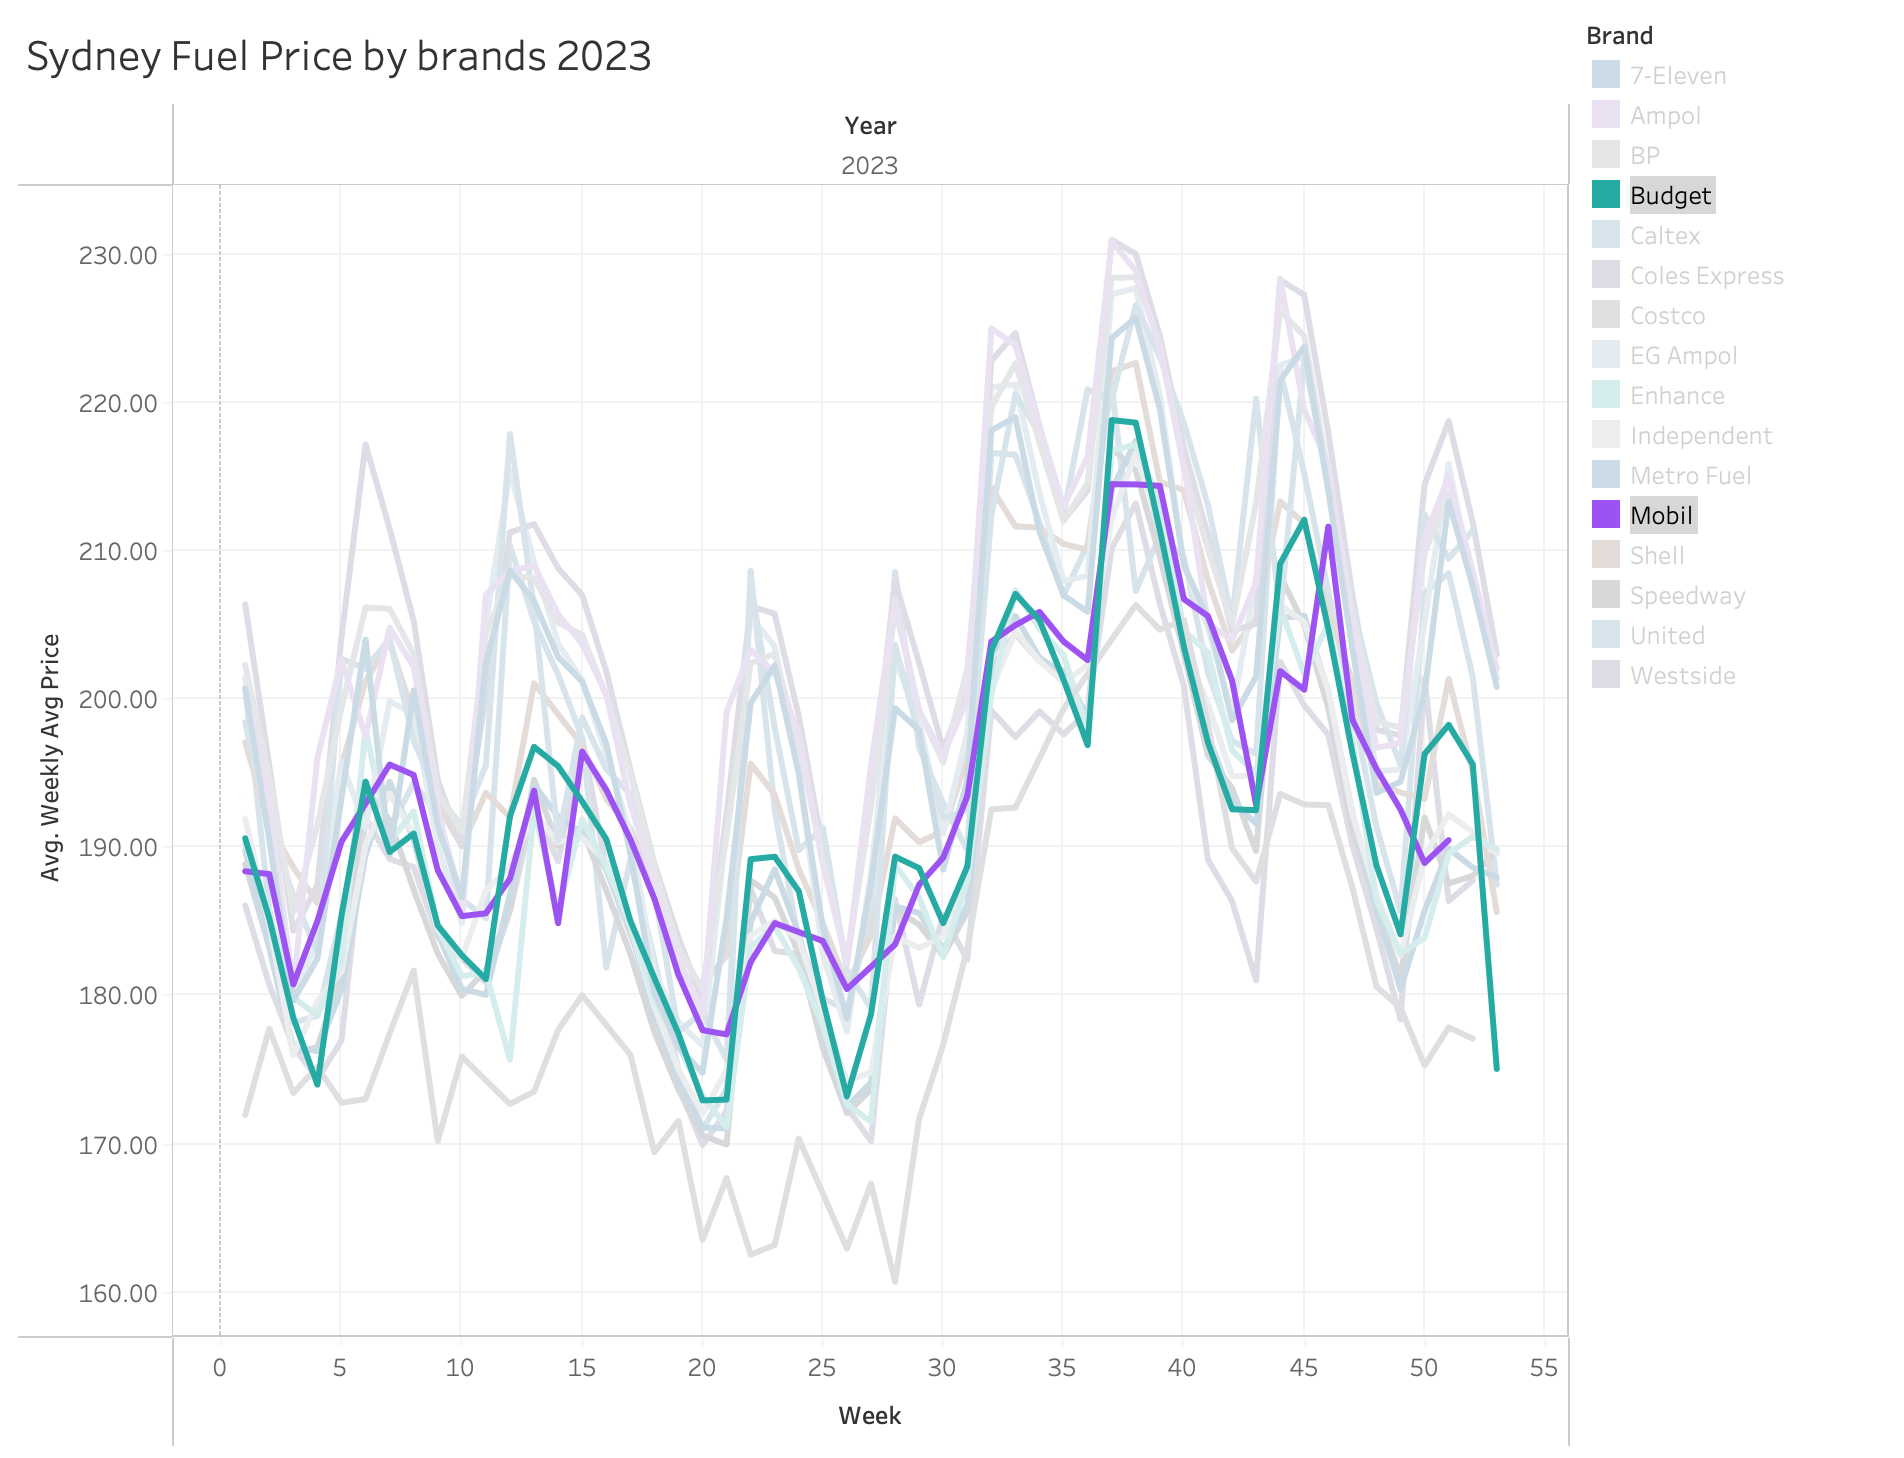 Sydney Fuel Price by brands 2023
Year
2023
Avg. Weekly Avg Price
230.00
220.00
210.00
200.00
190.00
180.00
170.00
160.00
0 5 10 15 20 25 30 35 40 45 50 55
Week
Brand
7-Eleven
Ampol
BP
Budget
Caltex
Coles Express
Costco
EG Ampol
Enhance
Independent
Metro Fuel
Mobil
Shell
Speedway
United
Westside